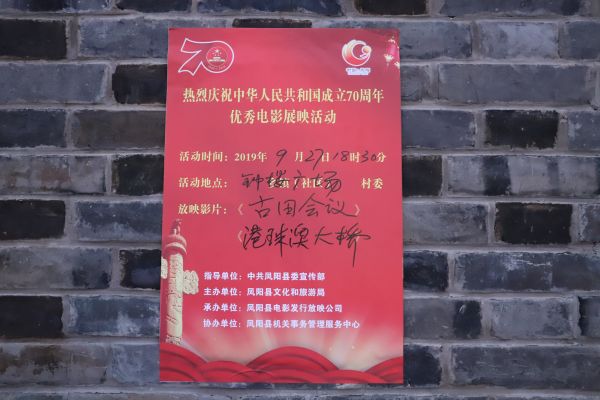 70
热烈庆祝中华人民共和国成立70周年
优秀电影展映活动
活动时间：2019年 9 月 27日 18时 30分
活动地点： 钟楼广场 社区 村委
放映影片：《 古田会议 》
《 港珠澳大桥
指导单位：中共凤阳县委宣传部
主办单位：凤阳县文化和旅游局
承办单位：凤阳县电影发行放映公司
协办单位：凤阳县机关事务管理服务中心